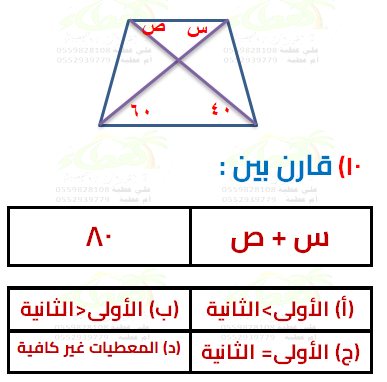 ص س
٦٠ ٤٠
١٠) قارن بين :
س + ص
٨٠
(أ) الأولى>الثانية
(ب) الأولى<الثانية
(ج) الأولى= الثانية
(د) المعطيات غير كافية